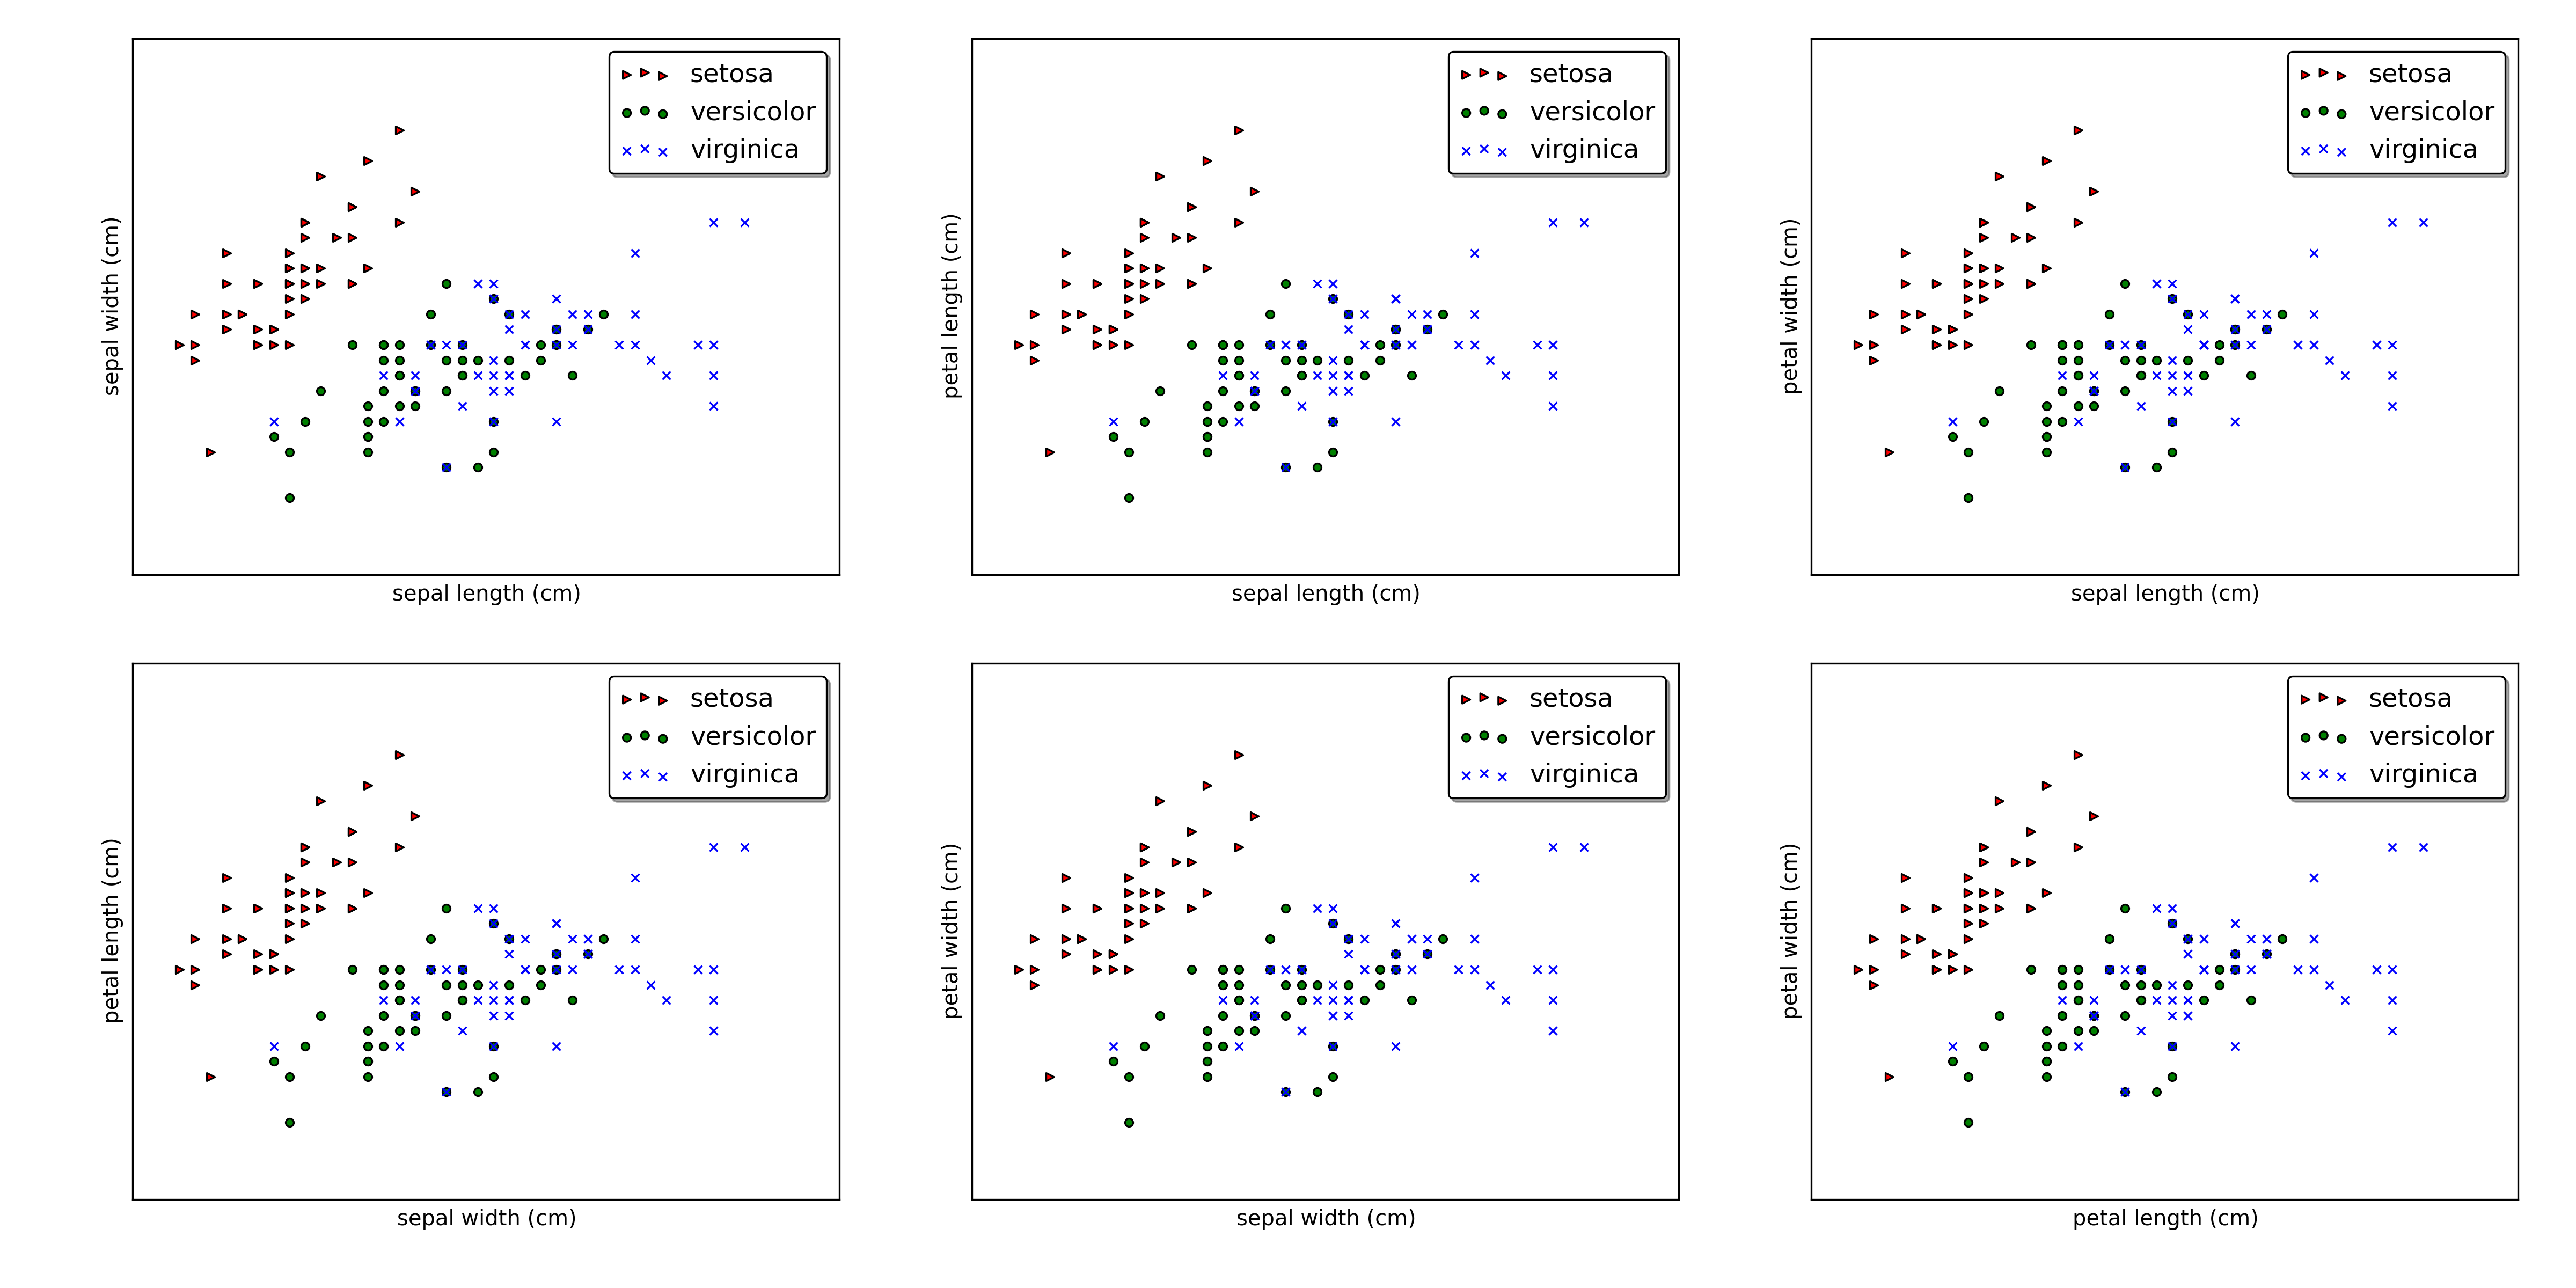 setosa
versicolor
virginica
sepal width (cm)
sepal length (cm)
setosa
versicolor
virginica
petal length (cm)
sepal length (cm)
setosa
versicolor
virginica
petal width (cm)
sepal length (cm)
setosa
versicolor
virginica
petal length (cm)
sepal width (cm)
setosa
versicolor
virginica
petal width (cm)
sepal width (cm)
setosa
versicolor
virginica
petal width (cm)
petal length (cm)